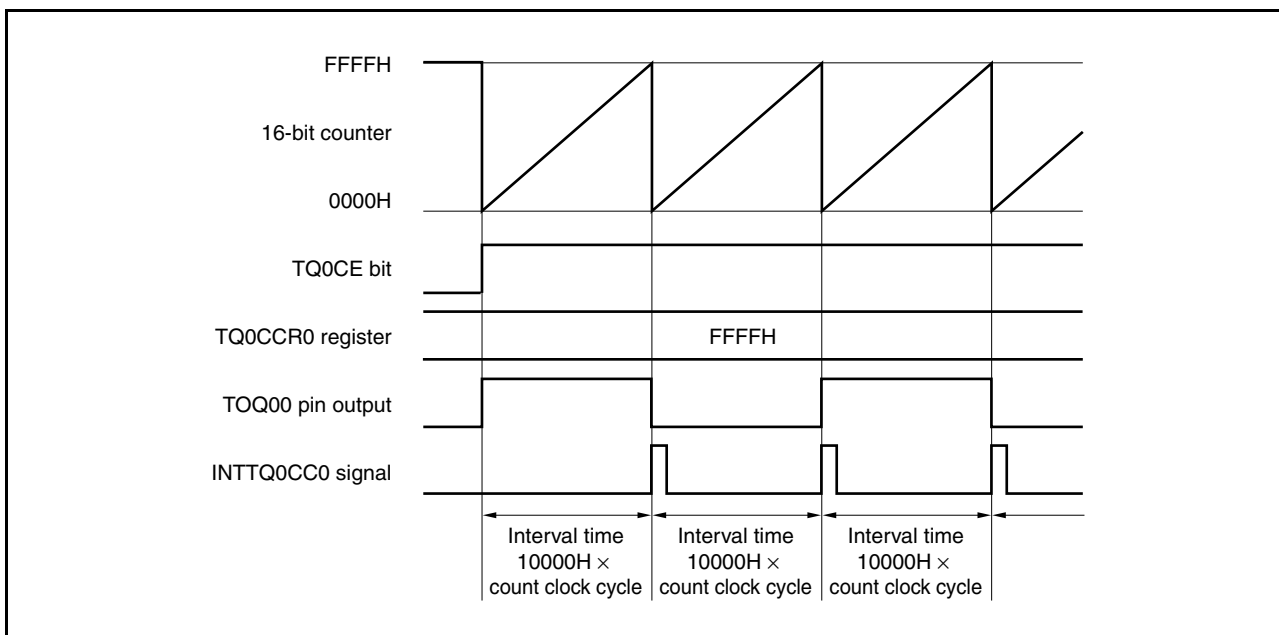 FFFFH
16-bit counter
0000H
TQ0CE bit
TQ0CCR0 register
FFFFH
TOQ00 pin output
INTTQ0CC0 signal
Interval time
10000H ×
count clock cycle
Interval time
10000H ×
count clock cycle
Interval time
10000H ×
count clock cycle